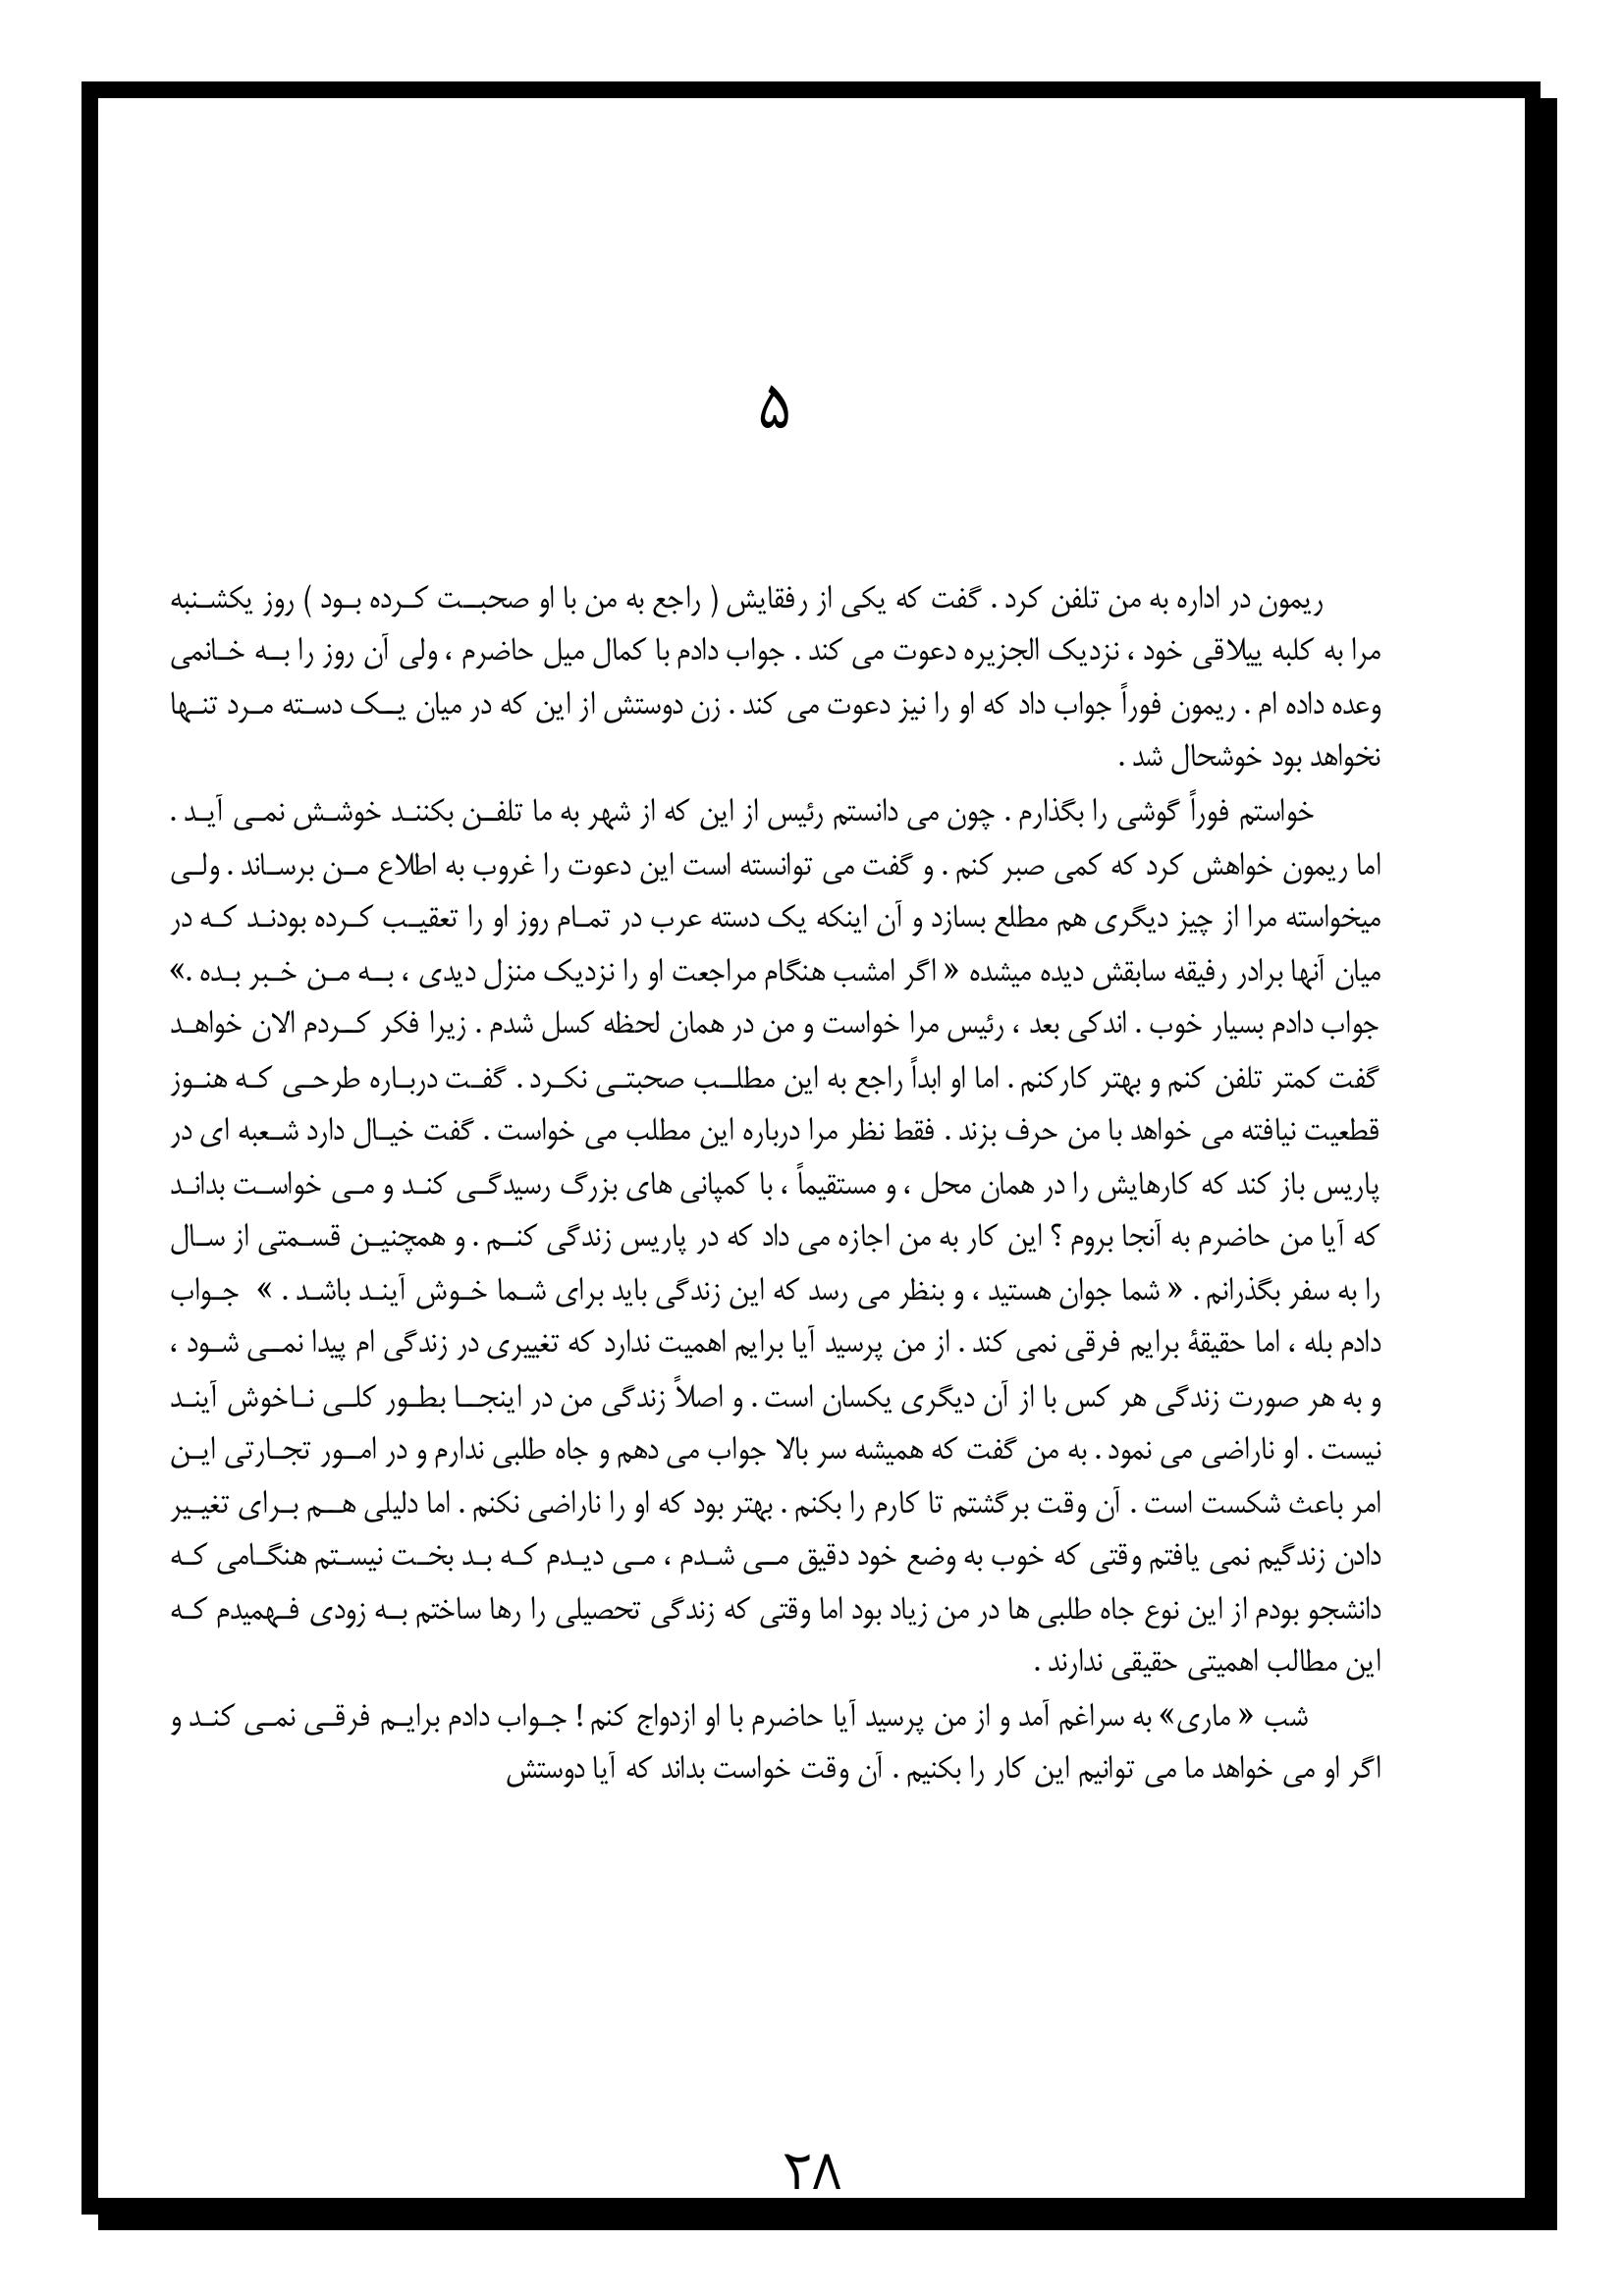 ۵
ریمون در اداره به من تلفن کرد . گفت که یکی از رفقایش ( راجع به من با او صحبت کرده بود ) روز یکشنبه
مرا به کلبه ییلاقی خود ، نزدیک الجزیره دعوت می کند . جواب دادم با کمال میل حاضرم ، ولی آن روز را به خانمی
وعده داده ام . ریمون فوراً جواب داد که او را نیز دعوت می کند . زن دوستش از این که در میان یک دسته مرد تنها
نخواهد بود خوشحال شد .
خواستم فوراً گوشی را بگذارم . چون می دانستم رئیس از این که از شهر به ما تلفن بکنند خوشش نمی آید .
اما ریمون خواهش کرد که کمی صبر کنم . و گفت می توانسته است این دعوت را غروب به اطلاع من برساند . ولی
میخواسته مرا از چیز دیگری هم مطلع بسازد و آن اینکه یک دسته عرب در تمام روز او را تعقیب کرده بودند که در
میان آنها برادر رفیقه سابقش دیده میشده « اگر امشب هنگام مراجعت او را نزدیک منزل دیدی ، به من خبر بده .»
جواب دادم بسیار خوب . اندکی بعد ، رئیس مرا خواست و من در همان لحظه کسل شدم . زیرا فکر کردم الان خواهد
گفت کمتر تلفن کنم و بهتر کارکنم . اما او ابداً راجع به این مطلب صحبتی نکرد . گفت درباره طرحی که هنوز
قطعیت نیافته می خواهد با من حرف بزند . فقط نظر مرا درباره این مطلب می خواست . گفت خیال دارد شعبه ای در
پاریس باز کند که کارهایش را در همان محل ، و مستقیماً ، با کمپانی های بزرگ رسیدگی کند و می خواست بداند
که آیا من حاضرم به آنجا بروم ؟ این کار به من اجازه می داد که در پاریس زندگی کنم . و همچنین قسمتی از سال
را به سفر بگذرانم . « شما جوان هستید ، و بنظر می رسد که این زندگی باید برای شما خوش آیند باشد . » جواب
دادم بله ، اما حقیقهٔ برایم فرقی نمی کند . از من پرسید آیا برایم اهمیت ندارد که تغییری در زندگی ام پیدا نمی شود ،
و به هر صورت زندگی هر کس با از آن دیگری یکسان است . و اصلاً زندگی من در اینجا بطور کلی ناخوش آیند
نیست . او ناراضی می نمود . به من گفت که همیشه سر بالا جواب می دهم و جاه طلبی ندارم و در امور تجارتی این
امر باعث شکست است . آن وقت برگشتم تا کارم را بکنم . بهتر بود که او را ناراضی نکنم . اما دلیلی هم برای تغییر
دادن زندگیم نمی یافتم وقتی که خوب به وضع خود دقیق می شدم ، می دیدم که بد بخت نیستم هنگامی که
دانشجو بودم از این نوع جاه طلبی ها در من زیاد بود اما وقتی که زندگی تحصیلی را رها ساختم به زودی فهمیدم که
این مطالب اهمیتی حقیقی ندارند .
شب « ماری» به سراغم آمد و از من پرسید آیا حاضرم با او ازدواج کنم ! جواب دادم برایم فرقی نمی کند و
اگر او می خواهد ما می توانیم این کار را بکنیم . آن وقت خواست بداند که آیا دوستش
۲۸